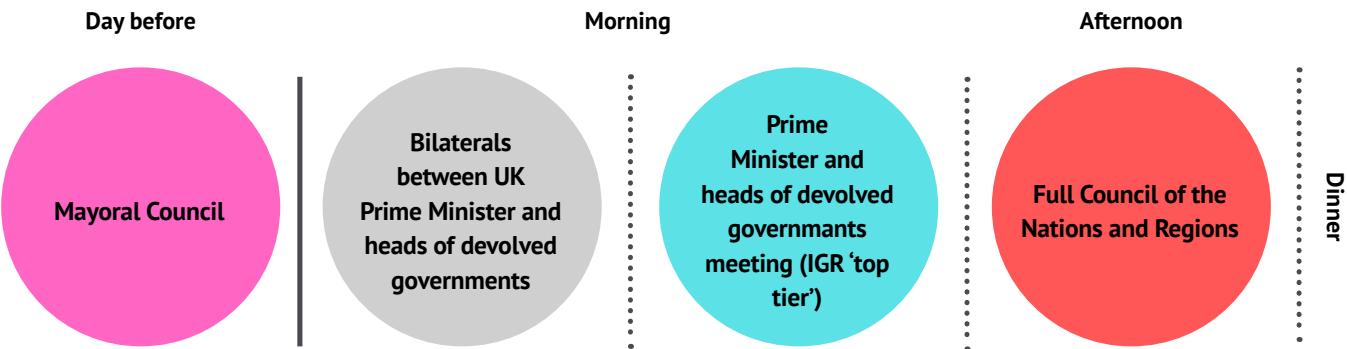 Day before
Morning
Afternoon
Mayoral Council
Bilaterals
between UK
Prime Minister and
heads of devolved
governments
Prime
Minister and
heads of devolved
governmants
meeting (IGR ‘top
tier’)
Full Council of the
Nations and Regions
Dinner